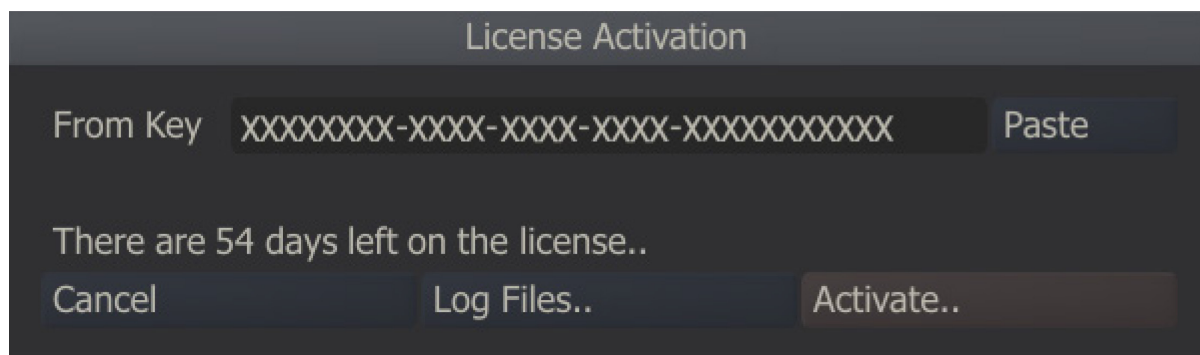 License Activation
From Key XXXXXXXX-XXXX-XXXX-XXXX-XXXXXXXXXXX Paste
There are 54 days left on the license..
Cancel Log Files.. Activate..